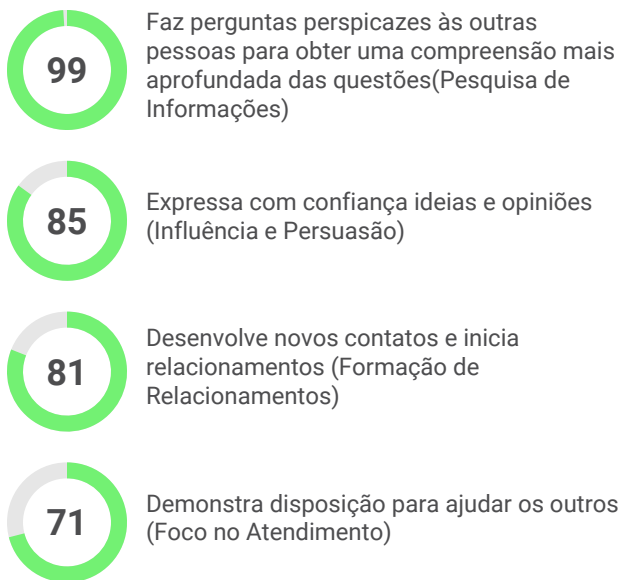 99
Faz perguntas perspicazes às outras
pessoas para obter uma compreensão mais
aprofundada das questões(Pesquisa de
Informações)
85
Expressa com confiança ideias e opiniões
(Influência e Persuasão)
81
Desenvolve novos contatos e inicia
relacionamentos (Formação de
Relacionamentos)
71
Demonstra disposição para ajudar os outros
(Foco no Atendimento)